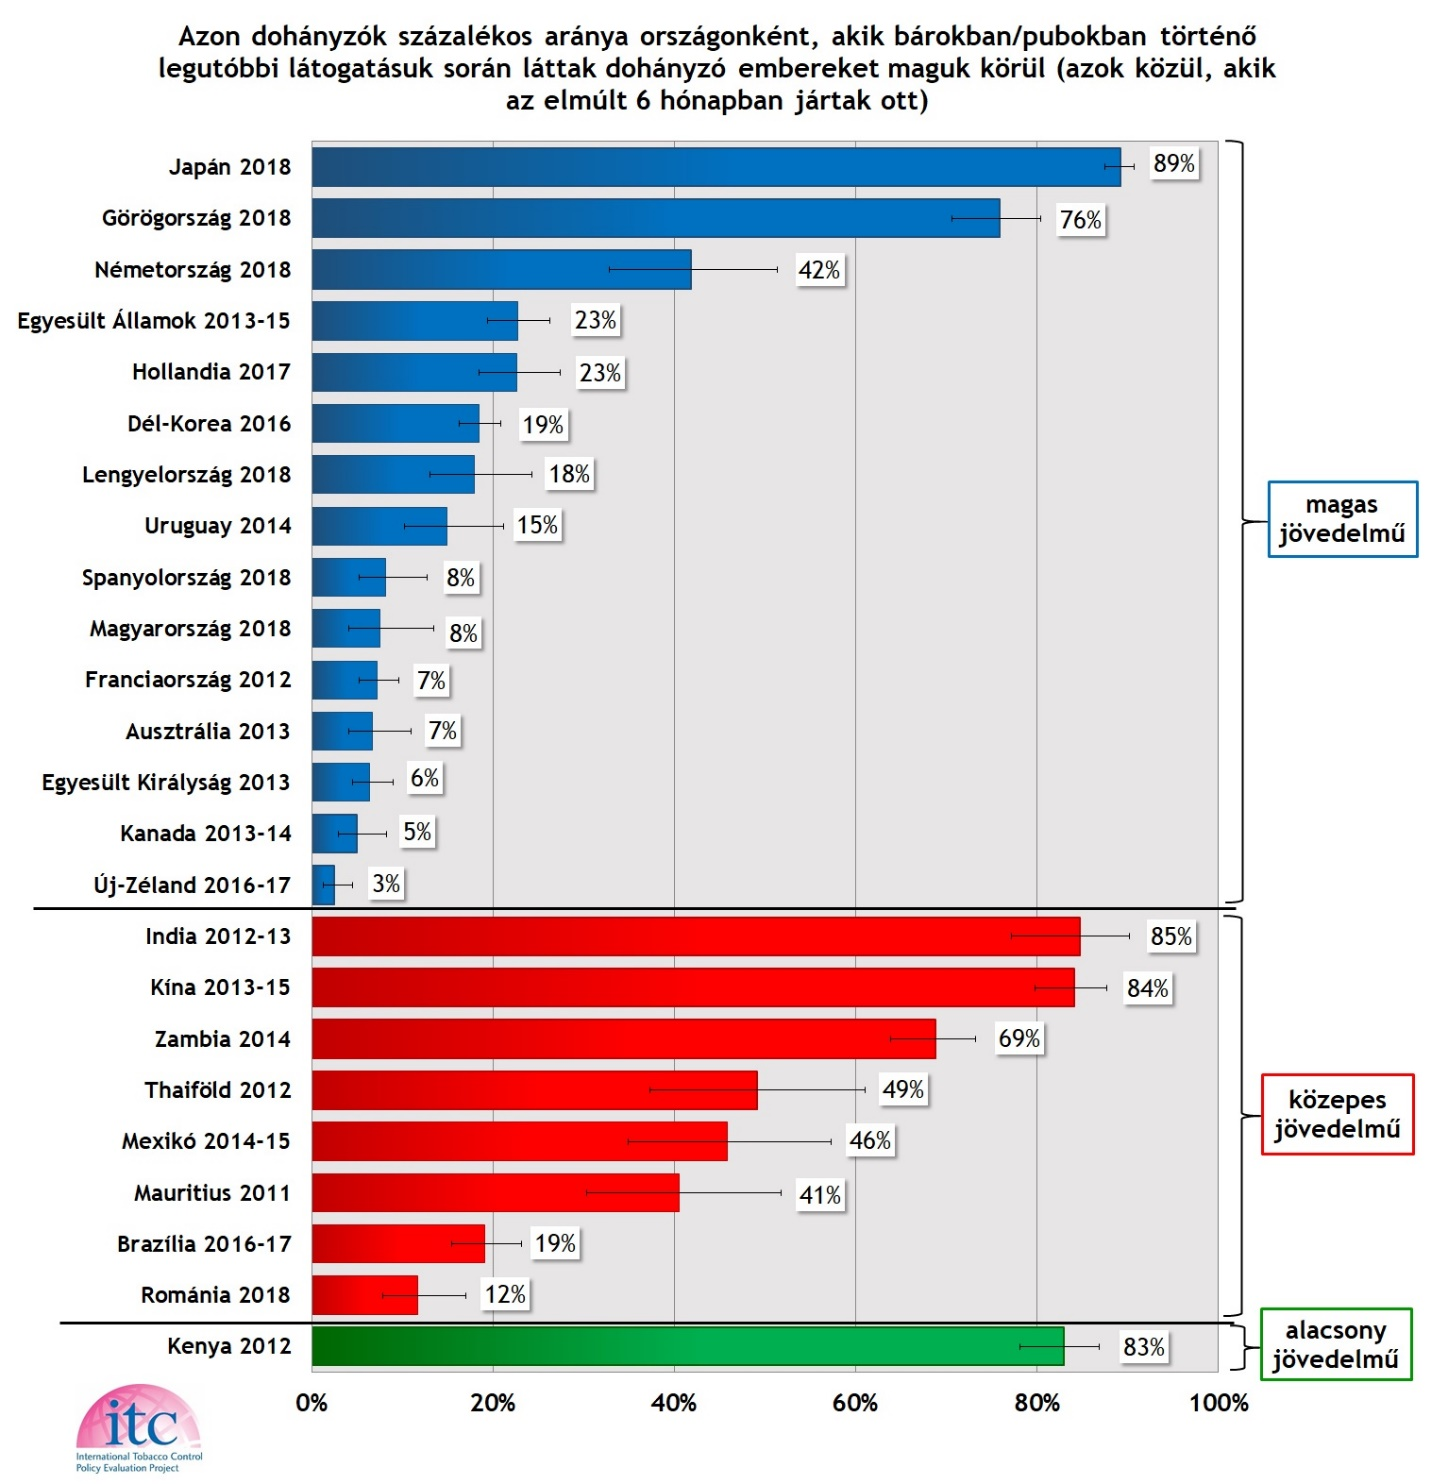 Azon dohányzók százalékos aránya országonként, akik bárokban/pubokban történő
legutóbbi látogatásuk során láttak dohányzó embereket maguk körül (azok közül, akik
az elmúlt 6 hónapban jártak ott)
Japán 2018 89%
Görögország 2018 76%
Németország 2018 42%
Egyesült Államok 2013-15 23%
Hollandia 2017 23%
Dél-Korea 2016 19%
Lengyelország 2018 18%
Uruguay 2014 15%
Spanyolország 2018 8%
Magyarország 2018 8%
Franciaország 2012 7%
Ausztrália 2013 7%
Egyesült Királyság 2013 6%
Kanada 2013-14 5%
Új-Zéland 2016-17 3%
magas
jövedelmű
India 2012-13 85%
Kína 2013-15 84%
Zambia 2014 69%
Thaiföld 2012 49%
Mexikó 2014-15 46%
Mauritius 2011 41%
Brazília 2016-17 19%
Románia 2018 12%
közepes
jövedelmű
Kenya 2012 83%
alacsony
jövedelmű
0% 20% 40% 60% 80% 100%
itc
International Tobacco Control
Policy Evaluation Project